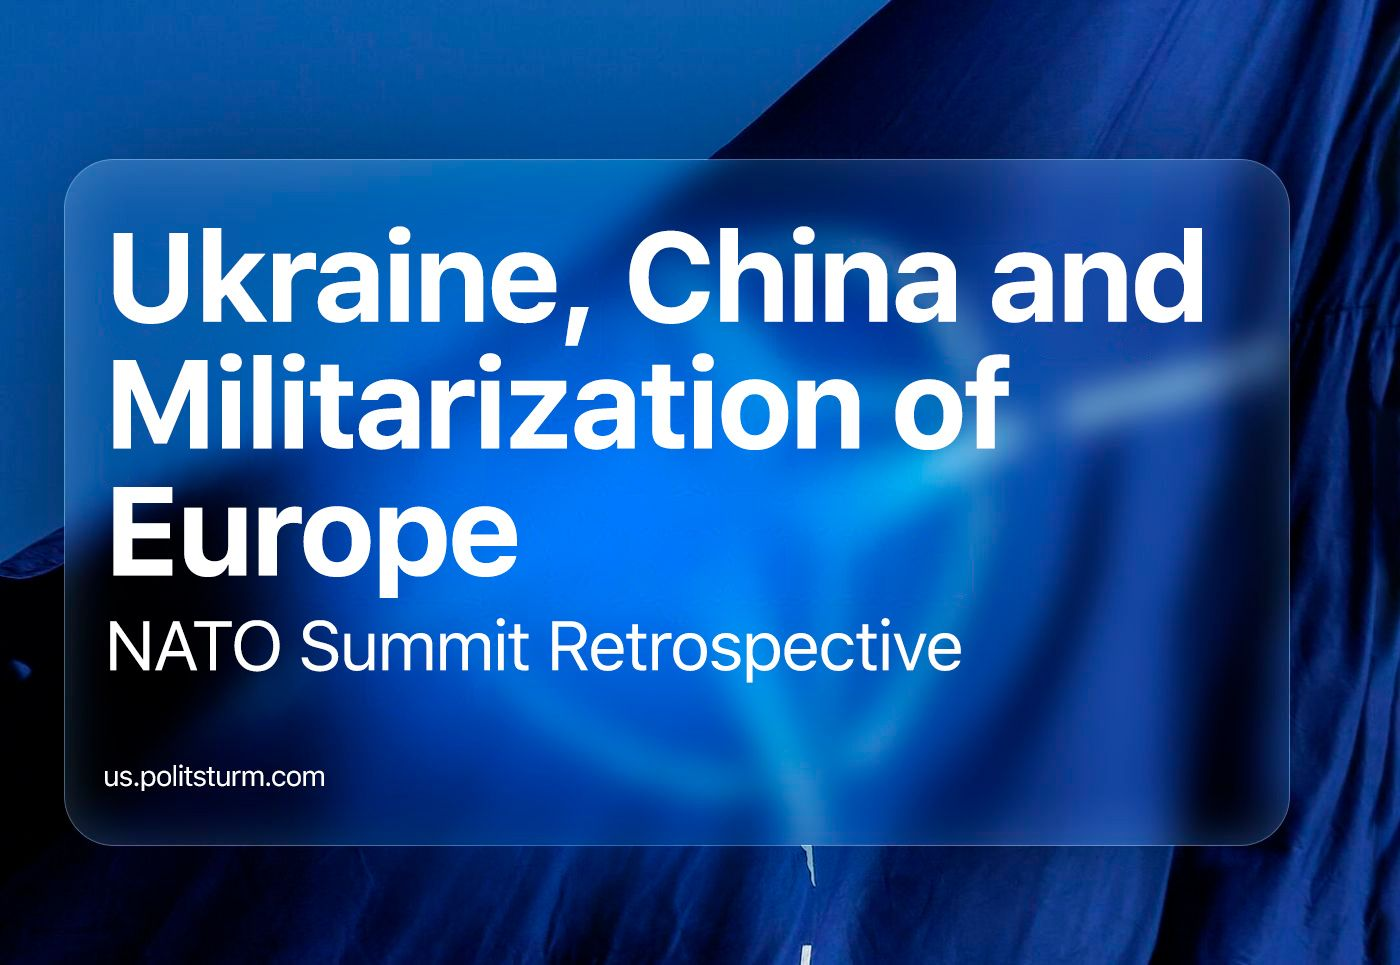 Ukraine, China and
Militarization of
Europe
NATO Summit Retrospective
us.politsturm.com